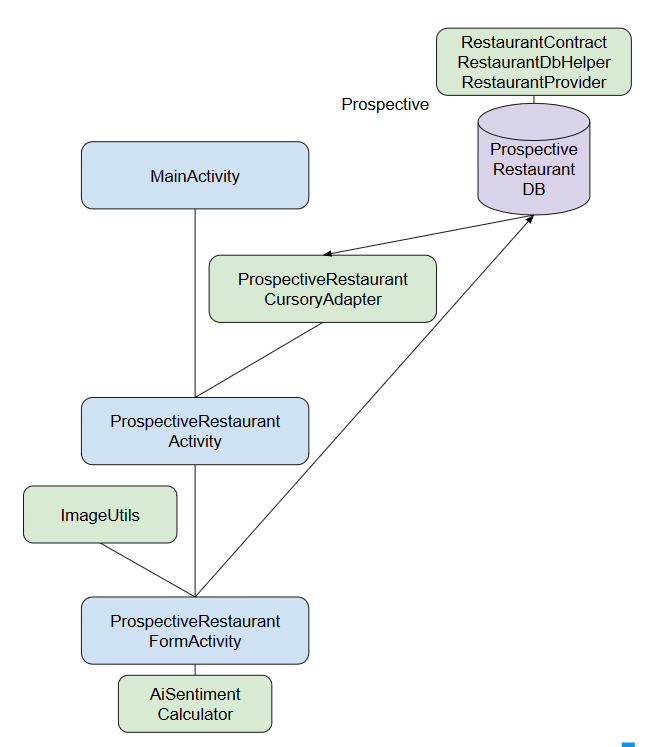 RestaurantContract
RestaurantDbHelper
RestaurantProvider
Prospective
Prospective
Restaurant
DB
MainActivity
ProspectiveRestaurant
CursoryAdapter
ProspectiveRestaurant
Activity
ImageUtils
ProspectiveRestaurant
FormActivity
AiSentiment
Calculator